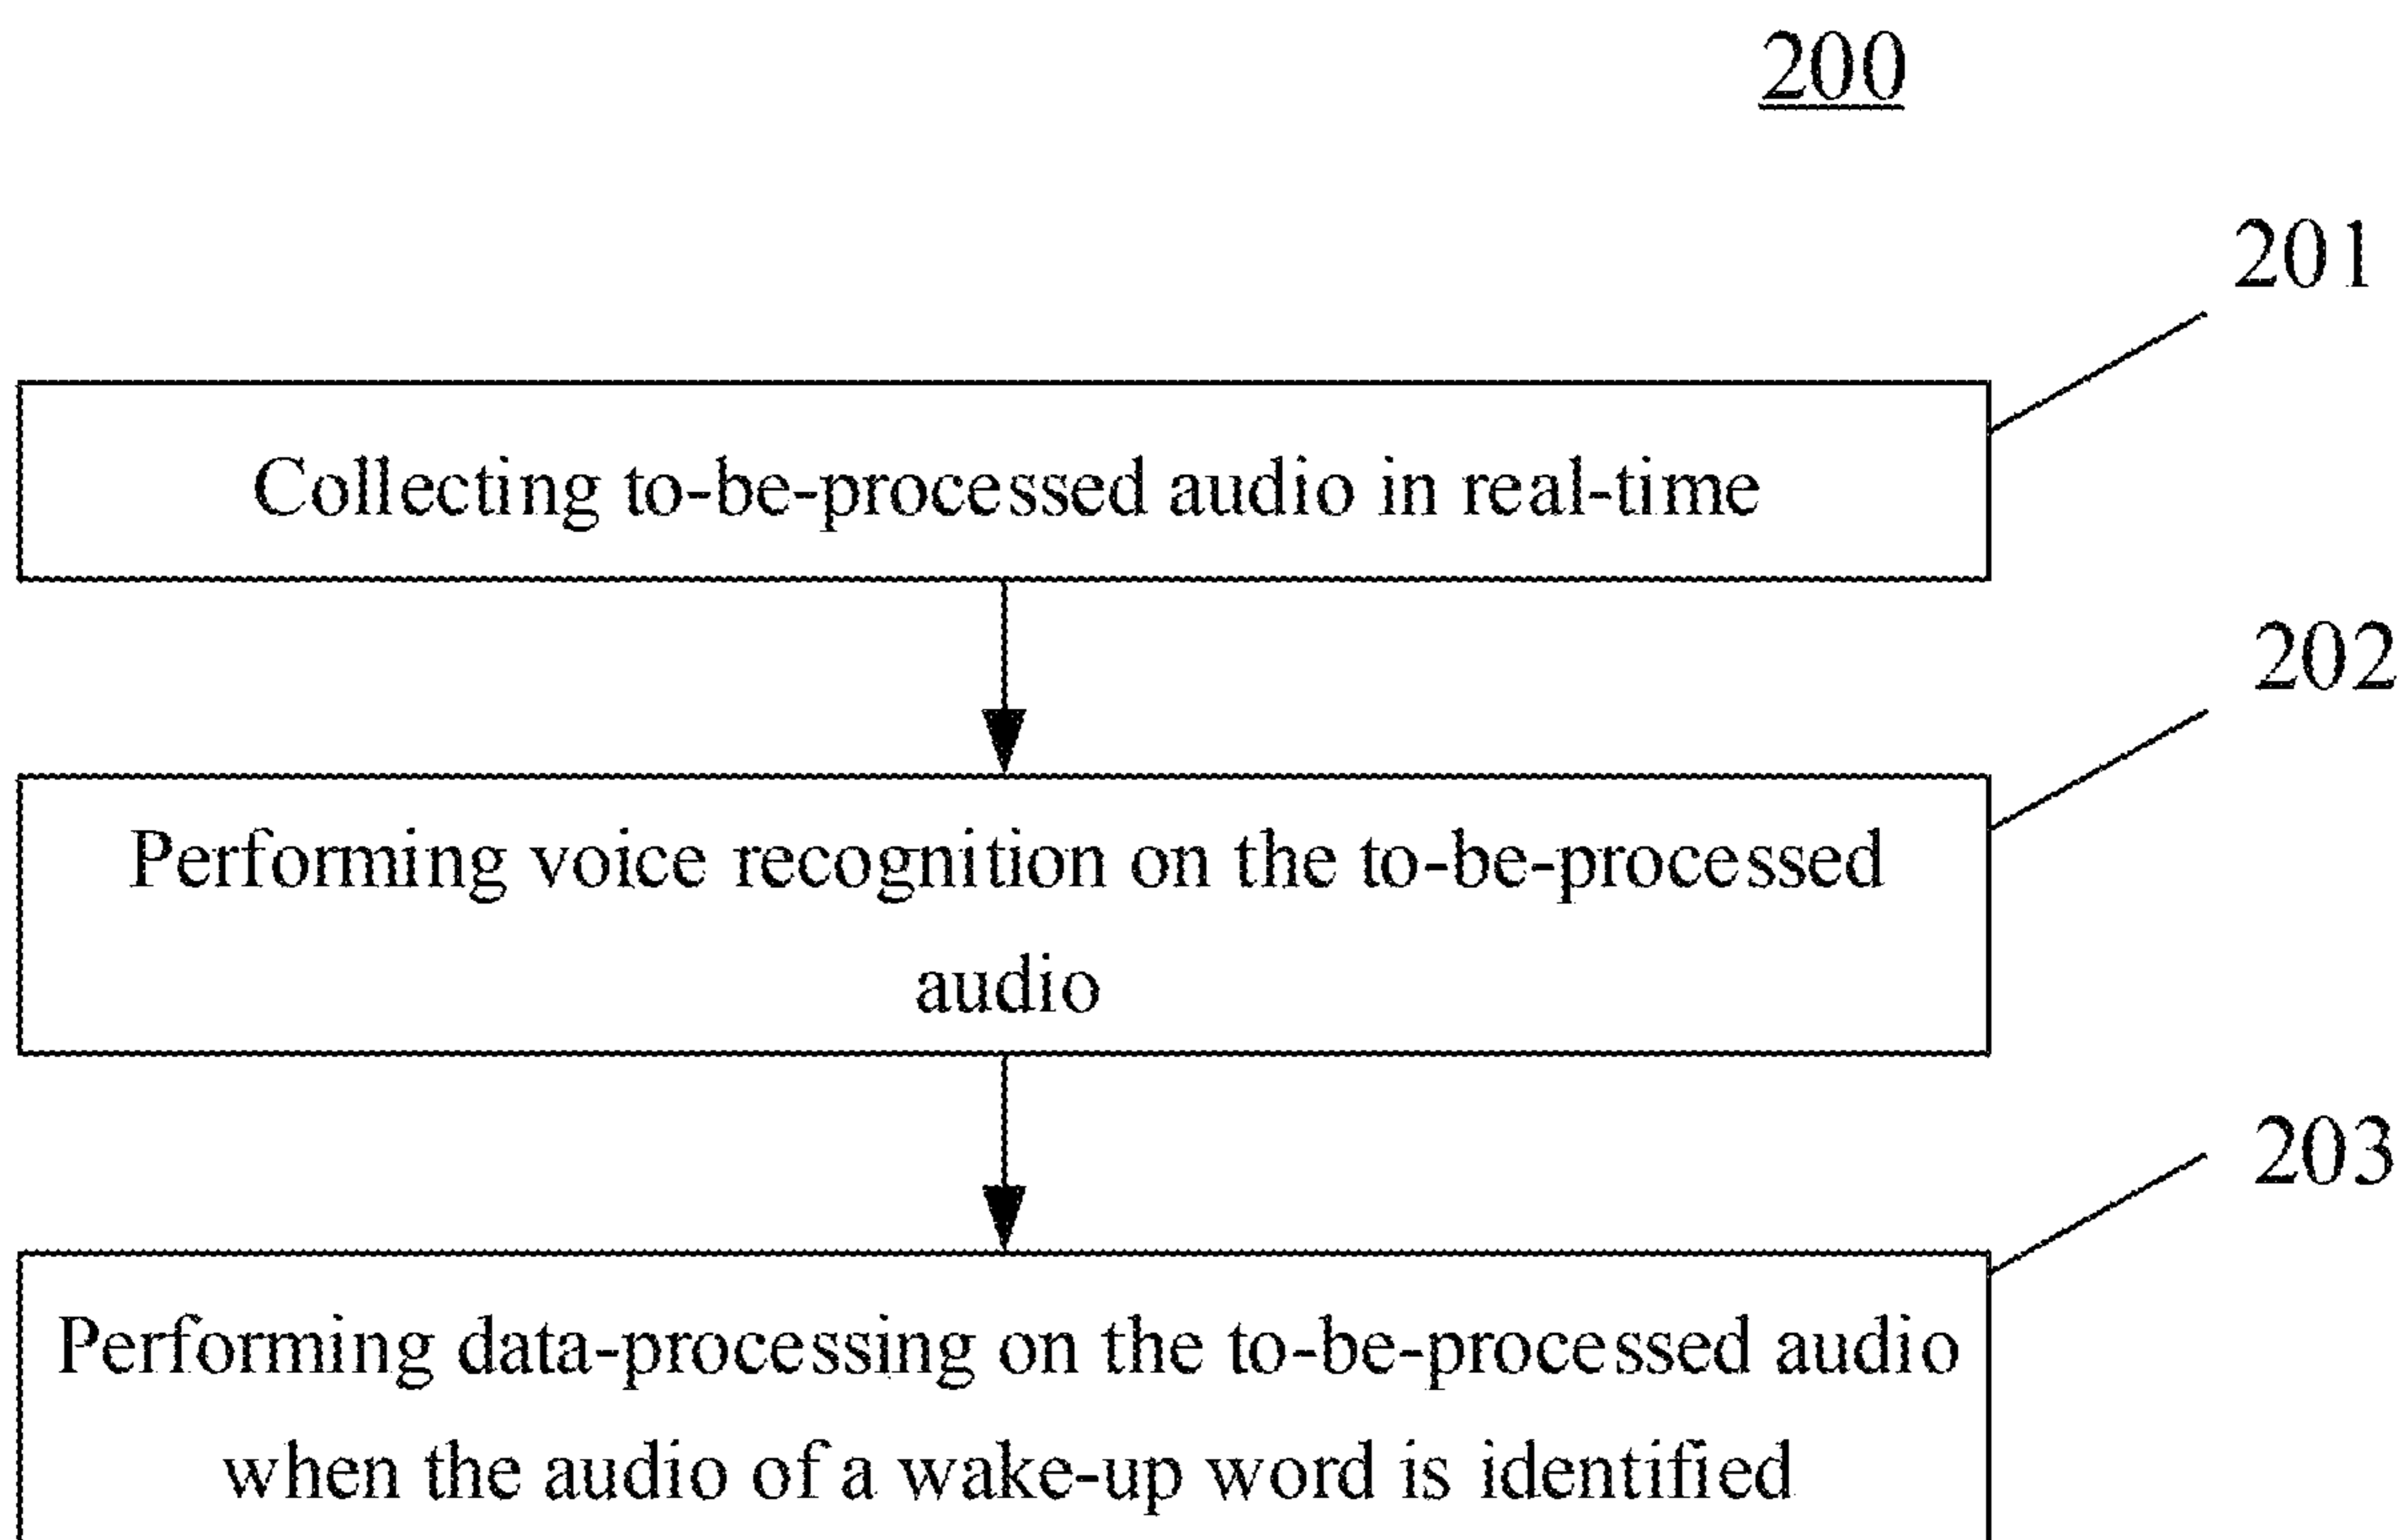 200
201
Collecting to-be-processed audio in real-time
202
Performing voice recognition on the to-be-processed
audio
203
Performing data-processing on the to-be-processed audio
when the audio of a wake-up word is identified